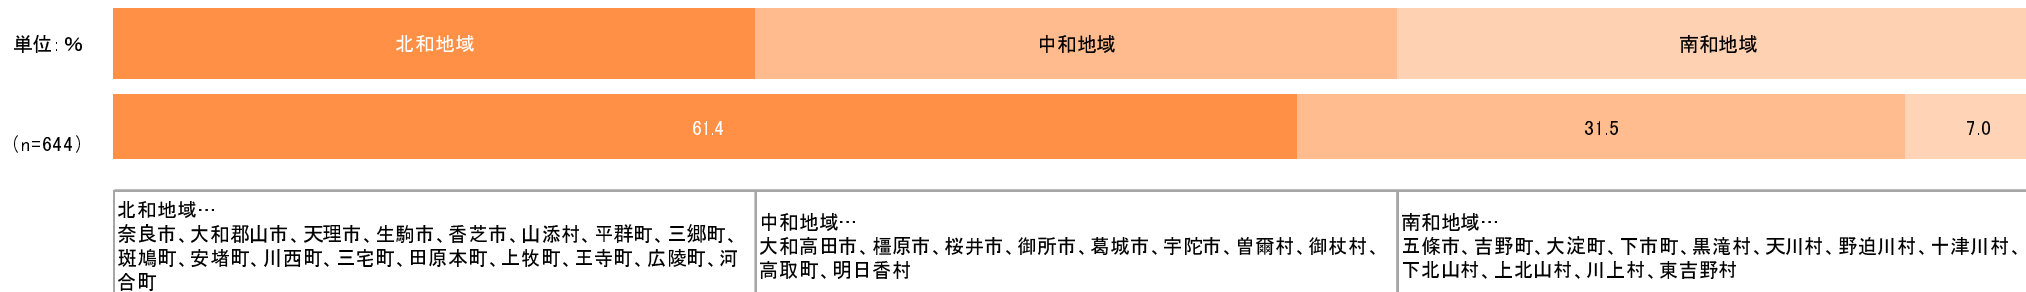 単位：％
北和地域
中和地域
南和地域
（n=644）
61.4
31.5
7.0
北和地域…
奈良市、大和郡山市、天理市、生駒市、香芝市、山添村、平群町、三郷町、
斑鳩町、安堵町、川西町、三宅町、田原本町、上牧町、王寺町、広陵町、河
合町
中和地域…
大和高田市、橿原市、桜井市、御所市、葛城市、宇陀市、曽爾村、御杖村、
高取町、明日香村
南和地域…
五條市、吉野町、大淀町、下市町、黒滝村、天川村、野迫川村、十津川村、
下北山村、上北山村、川上村、東吉野村